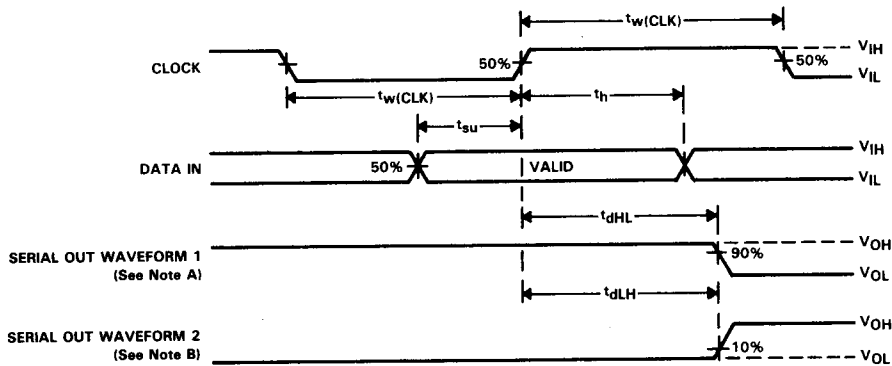 tw(CLK)
CLOCK
50%
50%
VIH
VIL
tw(CLK)
th
tsu
DATA IN
50%
VALID
VIH
VIL
tdHL
SERIAL OUT WAVEFORM 1
(See Note A)
90%
VOH
VOL
tdLH
SERIAL OUT WAVEFORM 2
(See Note B)
10%
VOH
VOL